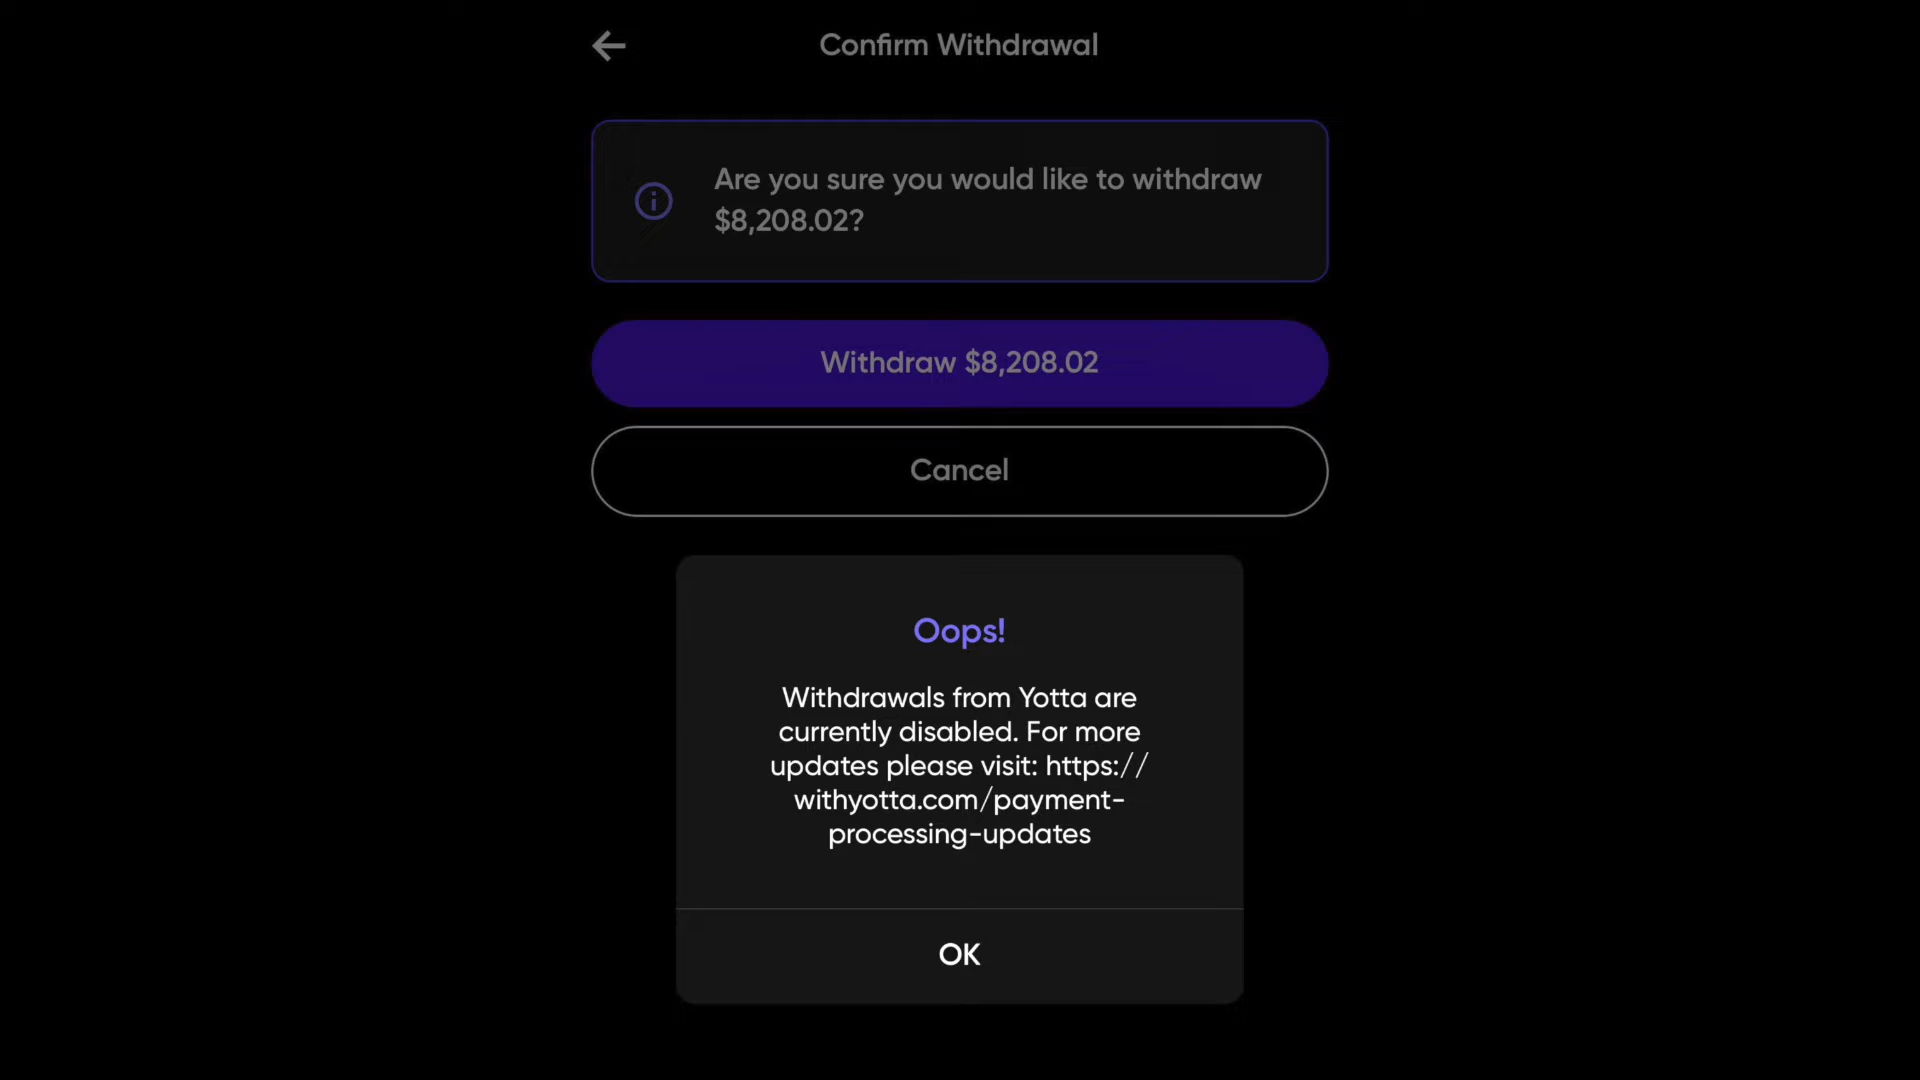 Confirm Withdrawal
Are you sure you would like to withdraw
$8,208.02?
Withdraw $8,208.02
Cancel
Oops!
Withdrawals from Yotta are
currently disabled. For more
updates please visit: https://
withyotta.com/payment-
processing-updates
OK